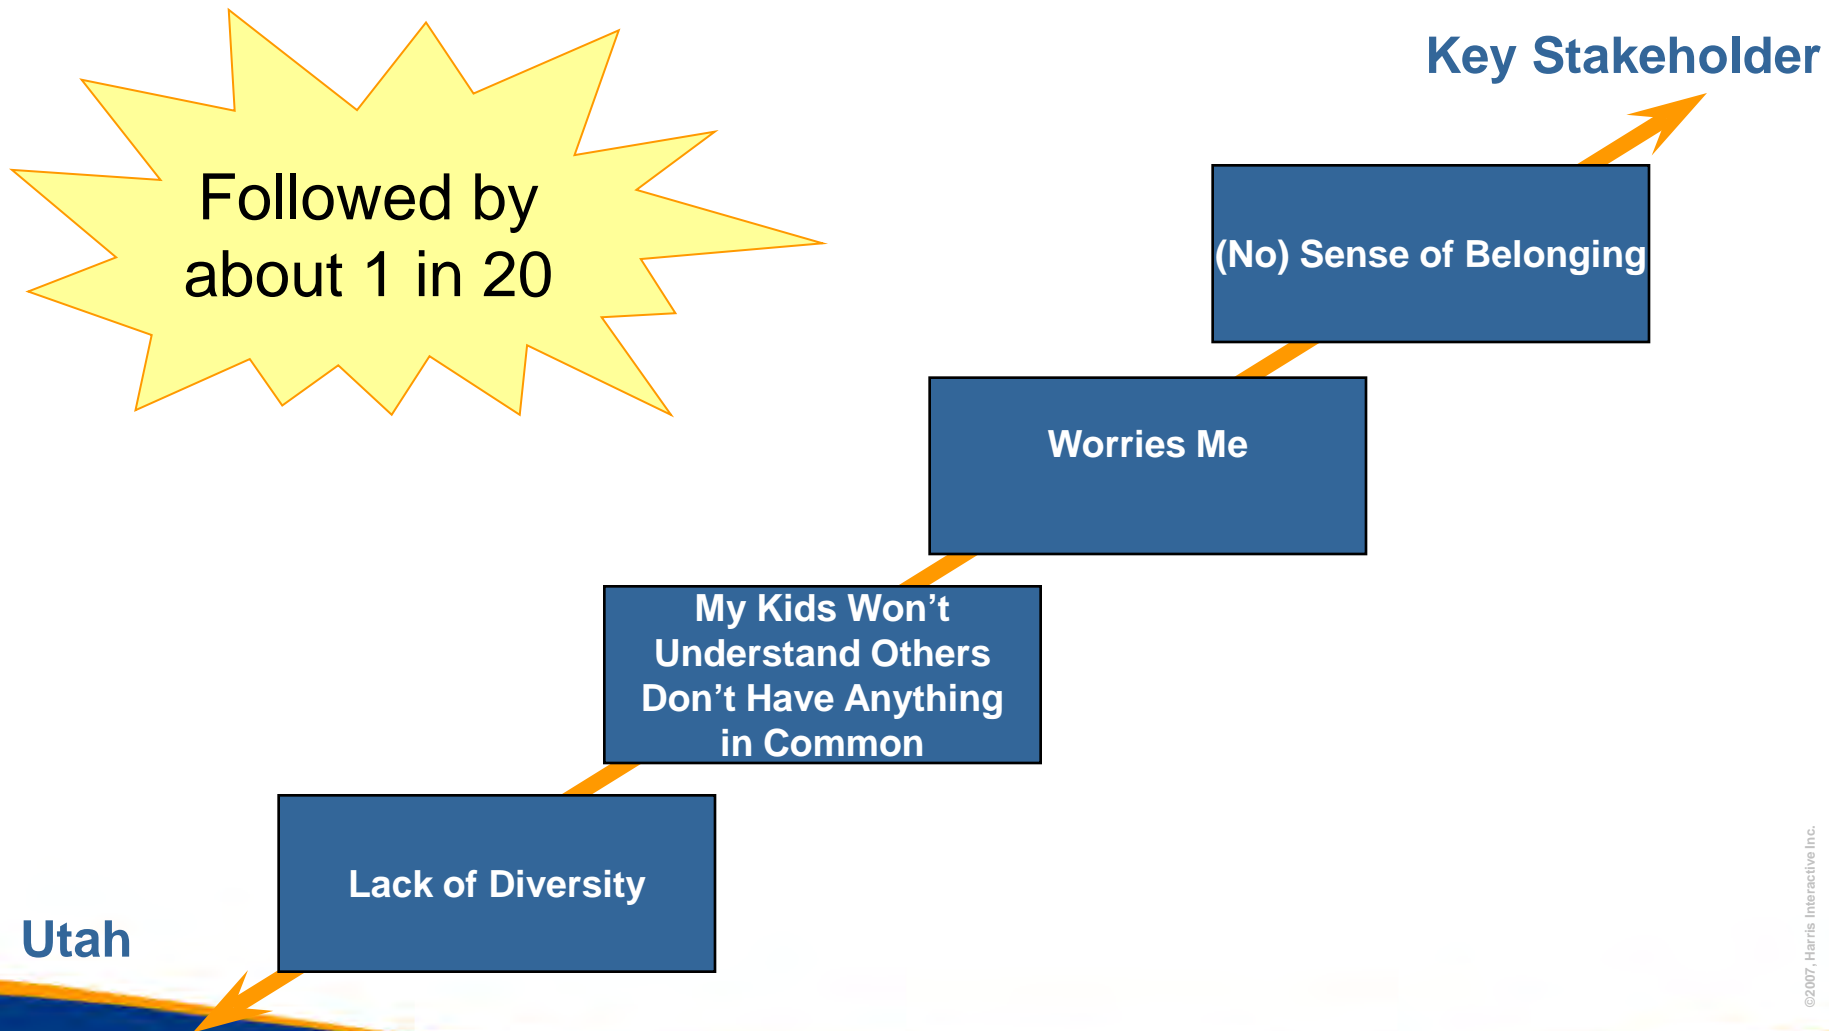 Key Stakeholder
Followed by
about 1 in 20
(No) Sense of Belonging
Worries Me
My Kids Won’t
Understand Others
Don’t Have Anything
in Common
Lack of Diversity
Utah
©2007, Harris Interactive Inc.